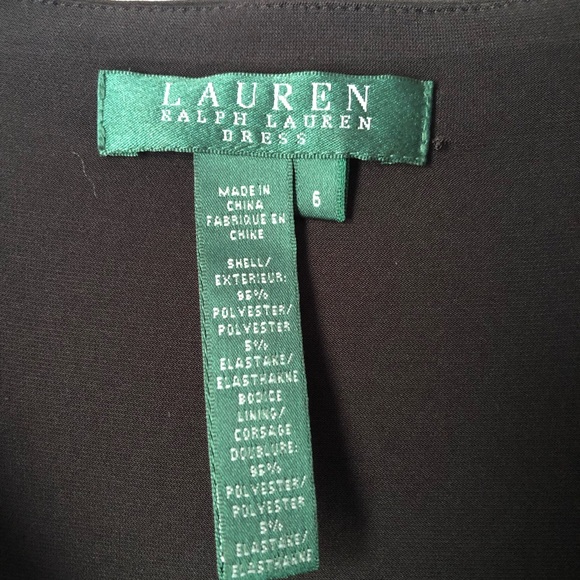 LAUREN
RALPH LAUREN
DRESS
6
MADE IN
CHINA
FABRIQUE EN
CHINE
SHELL/
EXTERIEUR:
95%
POLYESTER/
POLYESTER
5%
ELASTANE/
ELASTHANNE
BODICE
LINING/
CORSAGE
DOUBLURE:
95%
POLYESTER/
POLYESTER
5%
ELASTANE/
ELASTHANNE